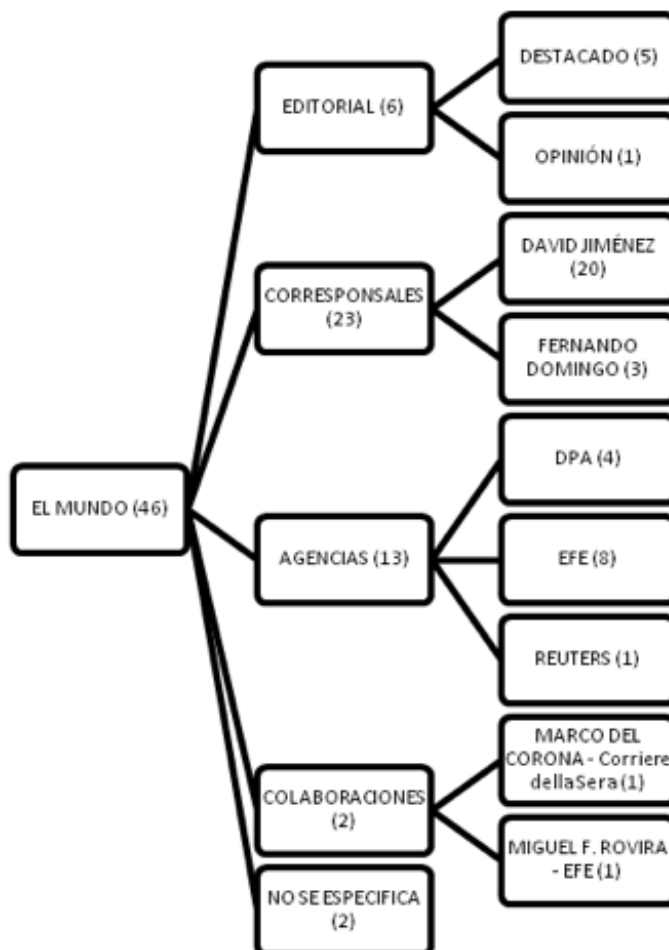 EL MUNDO (46)
EDITORIAL (6)
DESTACADO (5)
OPINIÓN (1)
CORRESPONSALES
(23)
DAVID JIMÉNEZ
(20)
FERNANDO
DOMINGO (3)
AGENCIAS (13)
DPA (4)
EFE (8)
REUTERS (1)
COLABORACIONES
(2)
MARCO DEL
CORONA - Corriere
dellaSera (1)
MIGUEL F. ROVIRA
- EFE (1)
NO SE ESPECIFICA
(2)